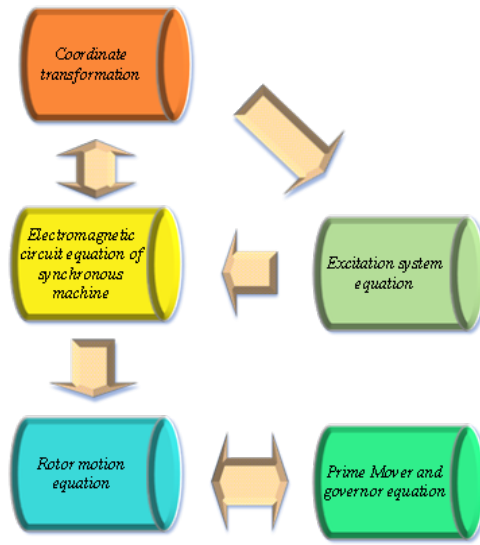 Coordinate
transformation
Electromagnetic
circuit equation of
synchronous
machine
Excitation system
equation
Rotor motion
equation
Prime Mover and
governor equation